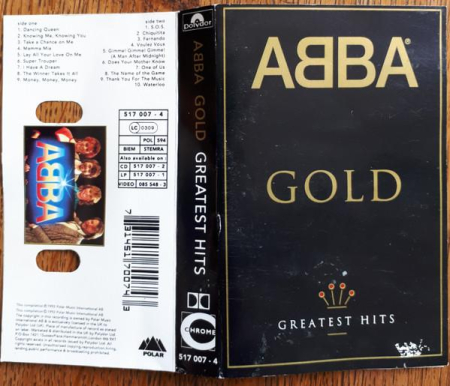 side one
1. Dancing Queen
2. Knowing Me, Knowing You
3. Take a Chance on Me
4. Mamma Mia
5. Lay All Your Love on Me
6. Super Trouper
7. I Have A Dream
8. The Winner Takes It All
9. Money, Money, Money
side two
1. S.O.S.
2. Chiquitita
3. Fernando
4. Voulez Vous
5. Gimme! Gimme! Gimme!
(A Man After Midnight)
6. Does Your Mother Know
7. One of Us
8. The Name of the Game
9. Thank You For The Music
10. Waterloo
ABBA
517 007 - 4
LC 0309
POL 594
BIEM STEMRA
Also available on :
CD 517 007 - 2
LP 517 007 - 1
VIDEO 085 548 - 3
7 31451 70074 3
POLAR
Polydor
ABBA GOLD GREATEST HITS
CHROME
517 007 - 4
ABBA
GOLD
GREATEST HITS